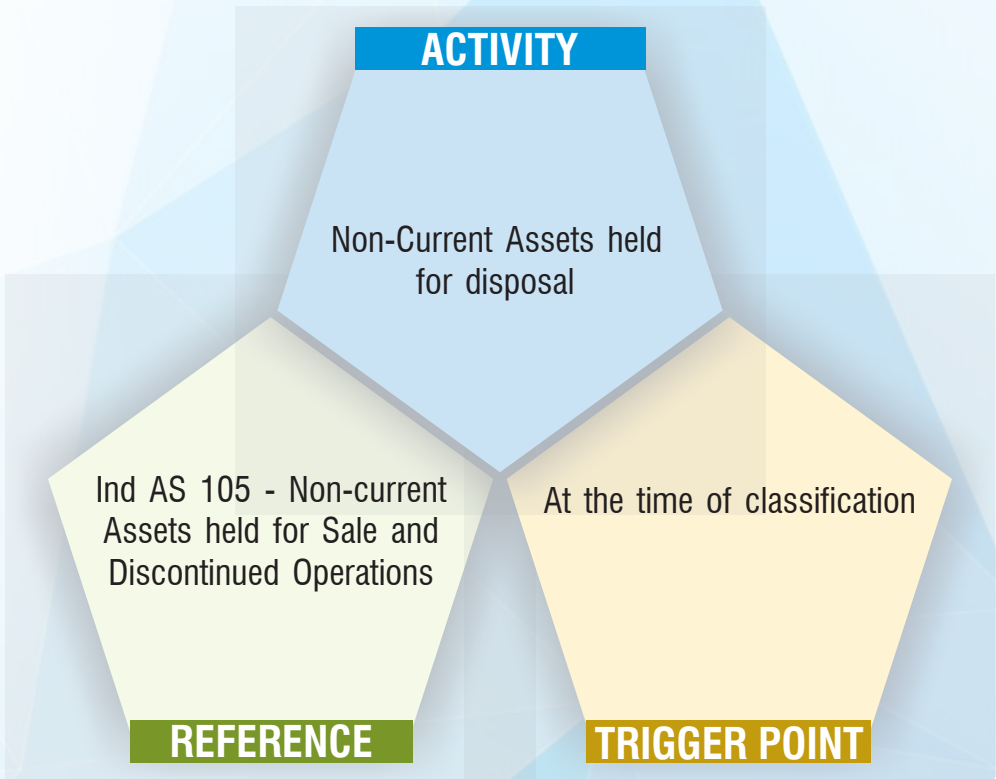 ACTIVITY
Non-Current Assets held
for disposal
Ind AS 105 - Non-current
Assets held for Sale and
Discontinued Operations
REFERENCE
At the time of classification
TRIGGER POINT